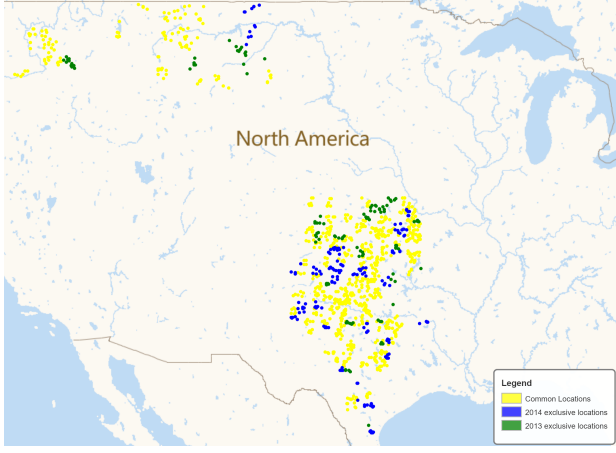 North America
Legend
Common Locations
2014 exclusive locations
2013 exclusive locations